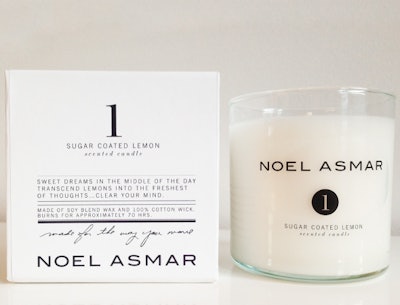 1
SUGAR COATED LEMON
scented candle
SWEET DREAMS IN THE MIDDLE OF THE DAY
TRANSCEND LEMONS INTO THE FRESHEST
OF THOUGHTS...CLEAR YOUR MIND.
MADE OF SOY BLEND WAX AND 100% COTTON WICK.
BURNS FOR APPROXIMATELY 70 HRS.
made for the way you move
NOEL ASMAR
NOEL ASMAR
1
SUGAR COATED LEMON
scented candle